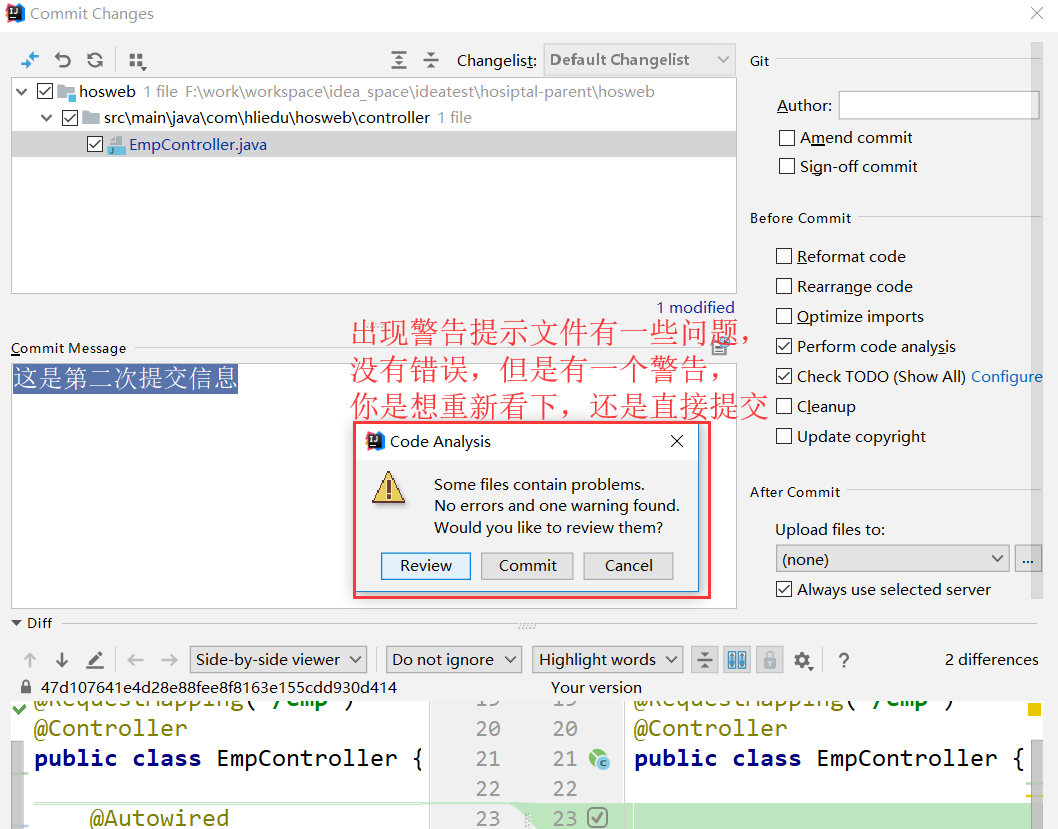 Commit Changes
Changelist: Default Changelist
hosweb 1 file F:\work\workspace\idea_space\ideatest\hosiptal-parent\hosweb
src\main\java\com\hliedu\hosweb\controller 1 file
EmpController.java
1 modified
Commit Message
这是第二次提交信息
出现警告提示文件有一些问题，
没有错误，但是有一个警告，
你是想重新看下，还是直接提交
Code Analysis
Some files contain problems.
No errors and one warning found.
Would you like to review them?
Review Commit Cancel
Git
Author:
Amend commit
Sign-off commit
Before Commit
Reformat code
Rearrange code
Optimize imports
Perform code analysis
Check TODO (Show All) Configure
Cleanup
Update copyright
After Commit
Upload files to:
(none) ...
Always use selected server
Diff
Side-by-side viewer Do not ignore Highlight words ? 2 differences
47d107641e4d28e88fee8f8163e155cdd930d414 Your version
@RequestMapping("/emp") 19 19 @RequestMapping("/emp")
@Controller 20 20 @Controller
public class EmpController { 21 21 public class EmpController {
22 22
@Autowired 23 23